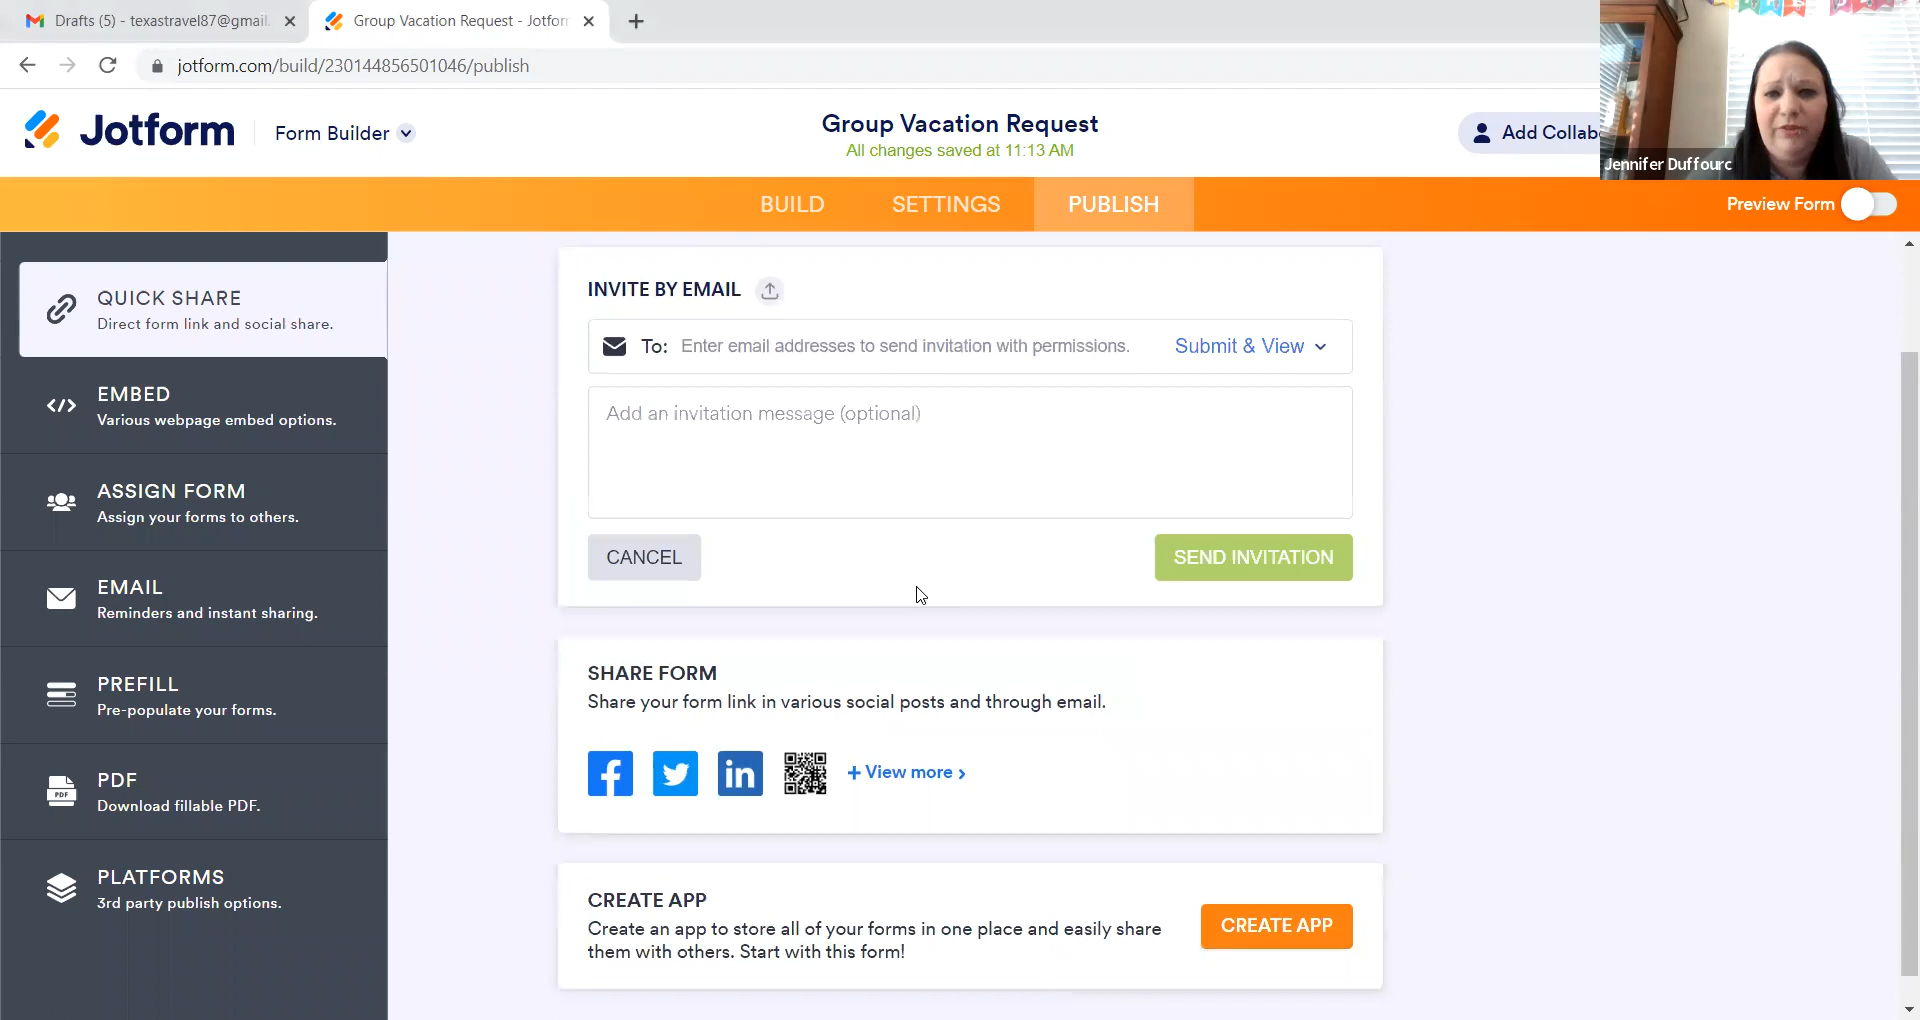 Drafts (5) - texastravel87@gmail.
Group Vacation Request - Jotform
jotform.com/build/230144856501046/publish
Jotform
Form Builder
Group Vacation Request
All changes saved at 11:13 AM
Add Collab
Jennifer Duffourc
BUILD
SETTINGS
PUBLISH
Preview Form
QUICK SHARE
Direct form link and social share.
EMBED
Various webpage embed options.
ASSIGN FORM
Assign your forms to others.
EMAIL
Reminders and instant sharing.
PREFILL
Pre-populate your forms.
PDF
PDF
Download fillable PDF.
PLATFORMS
3rd party publish options.
INVITE BY EMAIL
To: Enter email addresses to send invitation with permissions. Submit & View
Add an invitation message (optional)
CANCEL
SEND INVITATION
SHARE FORM
Share your form link in various social posts and through email.
+ View more >
CREATE APP
Create an app to store all of your forms in one place and easily share
them with others. Start with this form!
CREATE APP